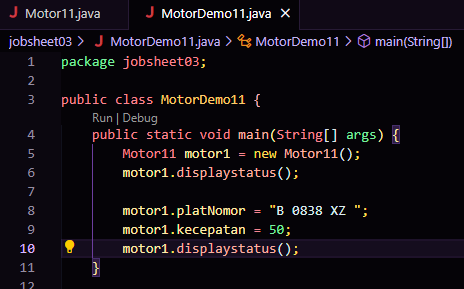 Motor11.java MotorDemo11.java ×
jobsheet03 > MotorDemo11.java > MotorDemo11 > main(String[])
1 package jobsheet03;
2
3 public class MotorDemo11 {
Run | Debug
4 public static void main(String[] args) {
5 Motor11 motor1 = new Motor11();
6 motor1.displaystatus();
7
8 motor1.platNomor = "B 0838 XZ ";
9 motor1.kecepatan = 50;
10 motor1.displaystatus();
11 }